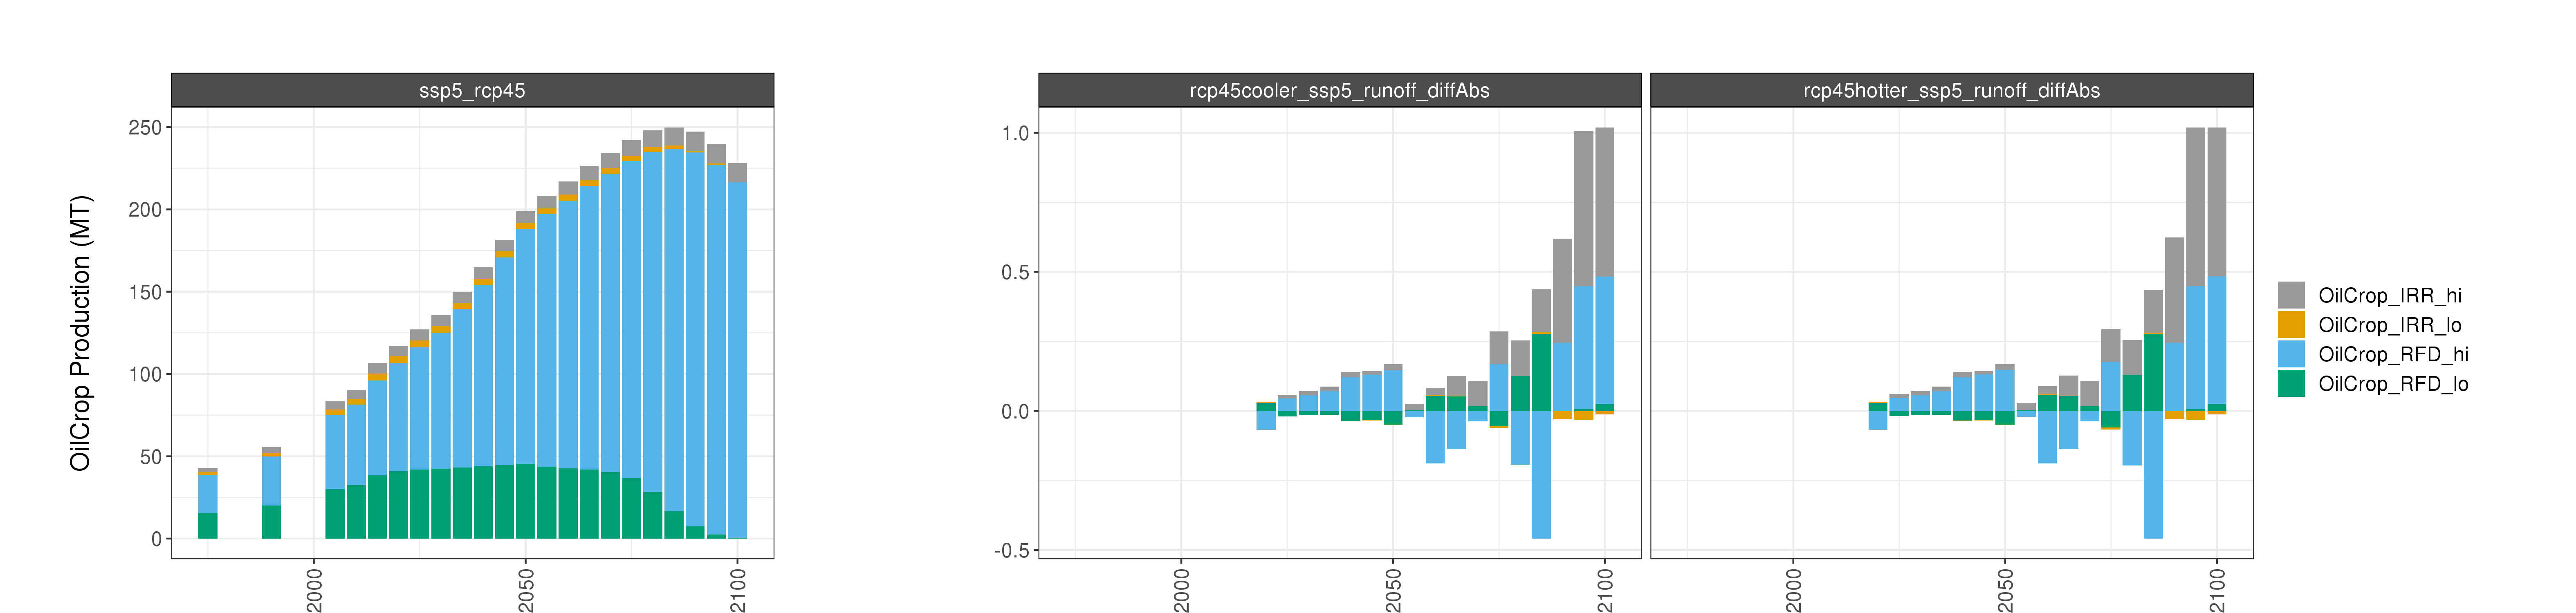 ssp5_rcp45
rcp45cooler_ssp5_runoff_diffAbs
rcp45hotter_ssp5_runoff_diffAbs
OilCrop Production (MT)
250
200
150
100
50
0
2000
2050
2100
1.0
0.5
0.0
-0.5
2000
2050
2100
2000
2050
2100
OilCrop_IRR_hi
OilCrop_IRR_lo
OilCrop_RFD_hi
OilCrop_RFD_lo